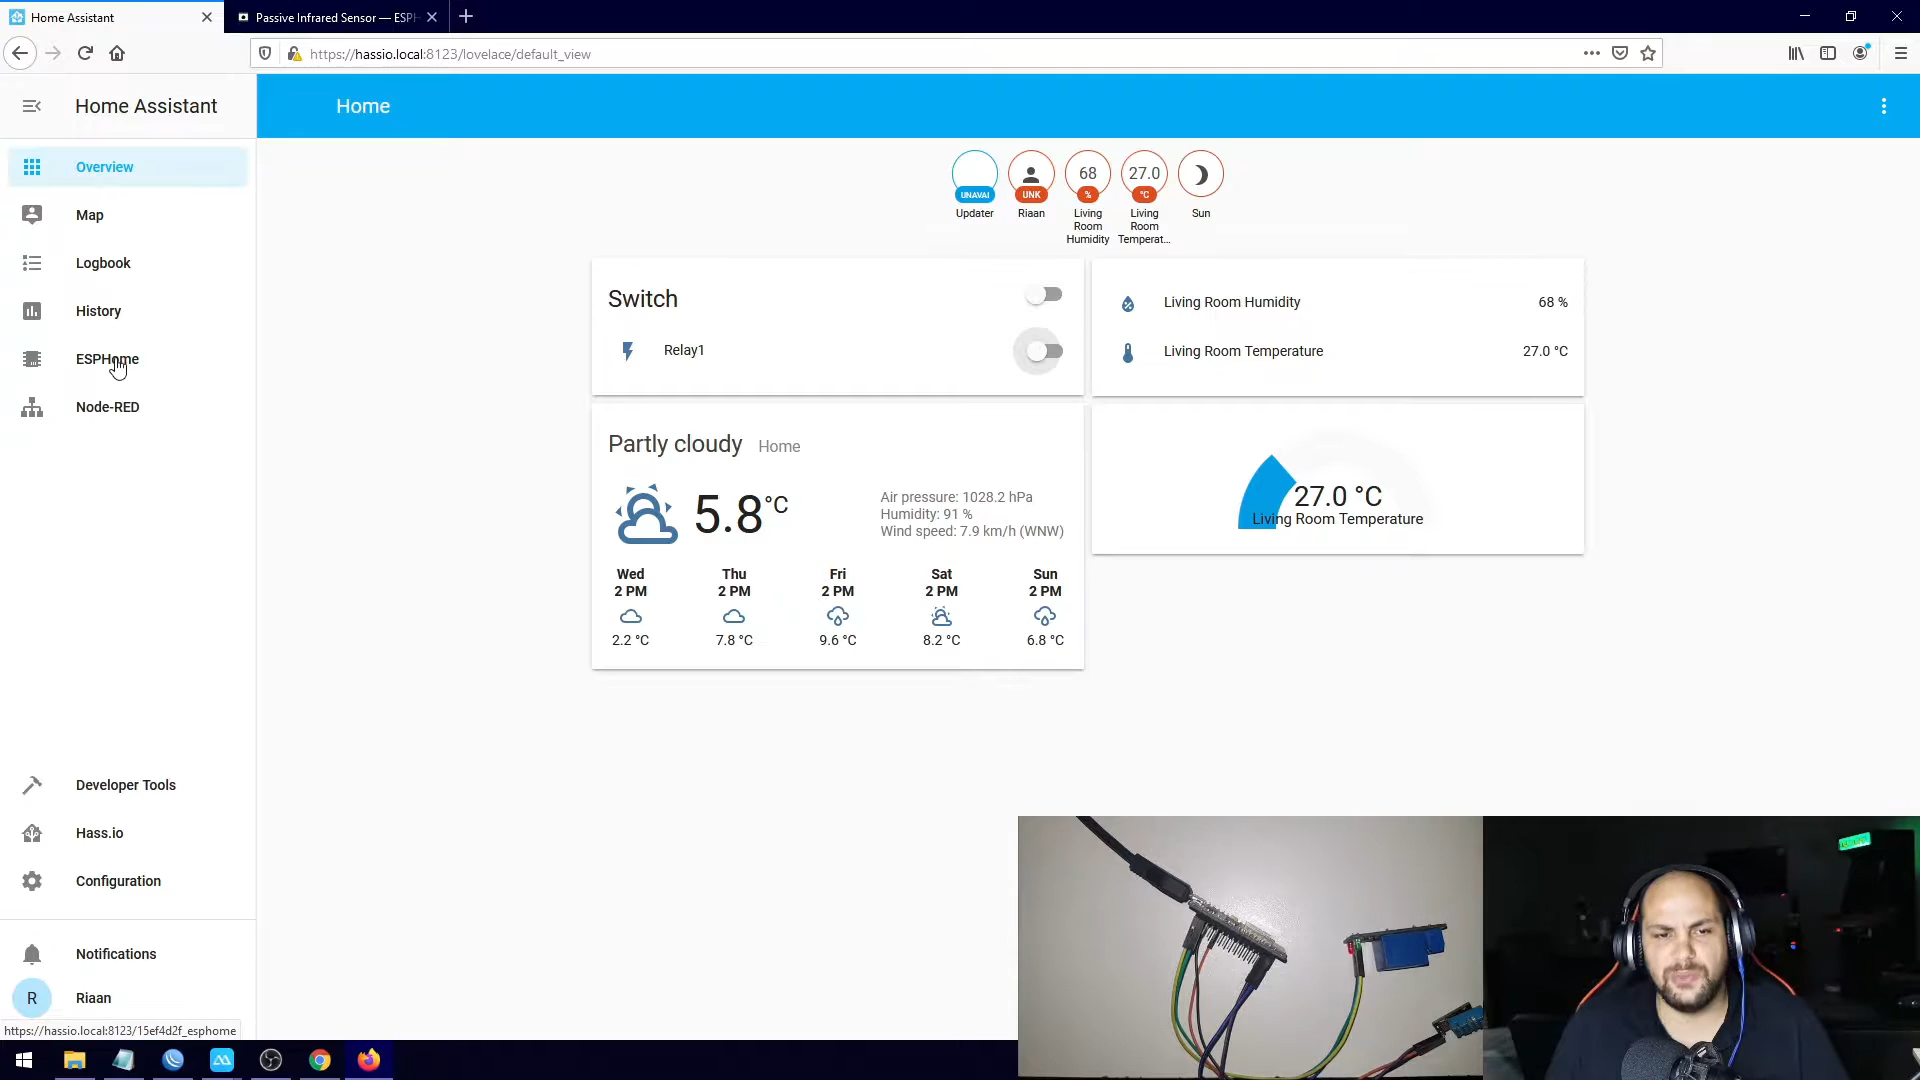 Home Assistant
Passive Infrared Sensor — ESPH
https://hassio.local:8123/lovelace/default_view
Home Assistant
Home
Overview
Map
Logbook
History
ESPHome
Node-RED
Developer Tools
Hass.io
Configuration
Notifications
R
Riaan
https://hassio.local:8123/15ef4d2f_esphome
UNAVAI
Updater
UNK
Riaan
68
%
Living
Room
Humidity
27.0
°C
Living
Room
Temperat...
Sun
Switch
Relay1
Living Room Humidity 68 %
Living Room Temperature 27.0 °C
Partly cloudy Home
5.8 °C
Air pressure: 1028.2 hPa
Humidity: 91 %
Wind speed: 7.9 km/h (WNW)
Wed Thu Fri Sat Sun
2 PM 2 PM 2 PM 2 PM 2 PM
2.2 °C 7.8 °C 9.6 °C 8.2 °C 6.8 °C
27.0 °C
Living Room Temperature